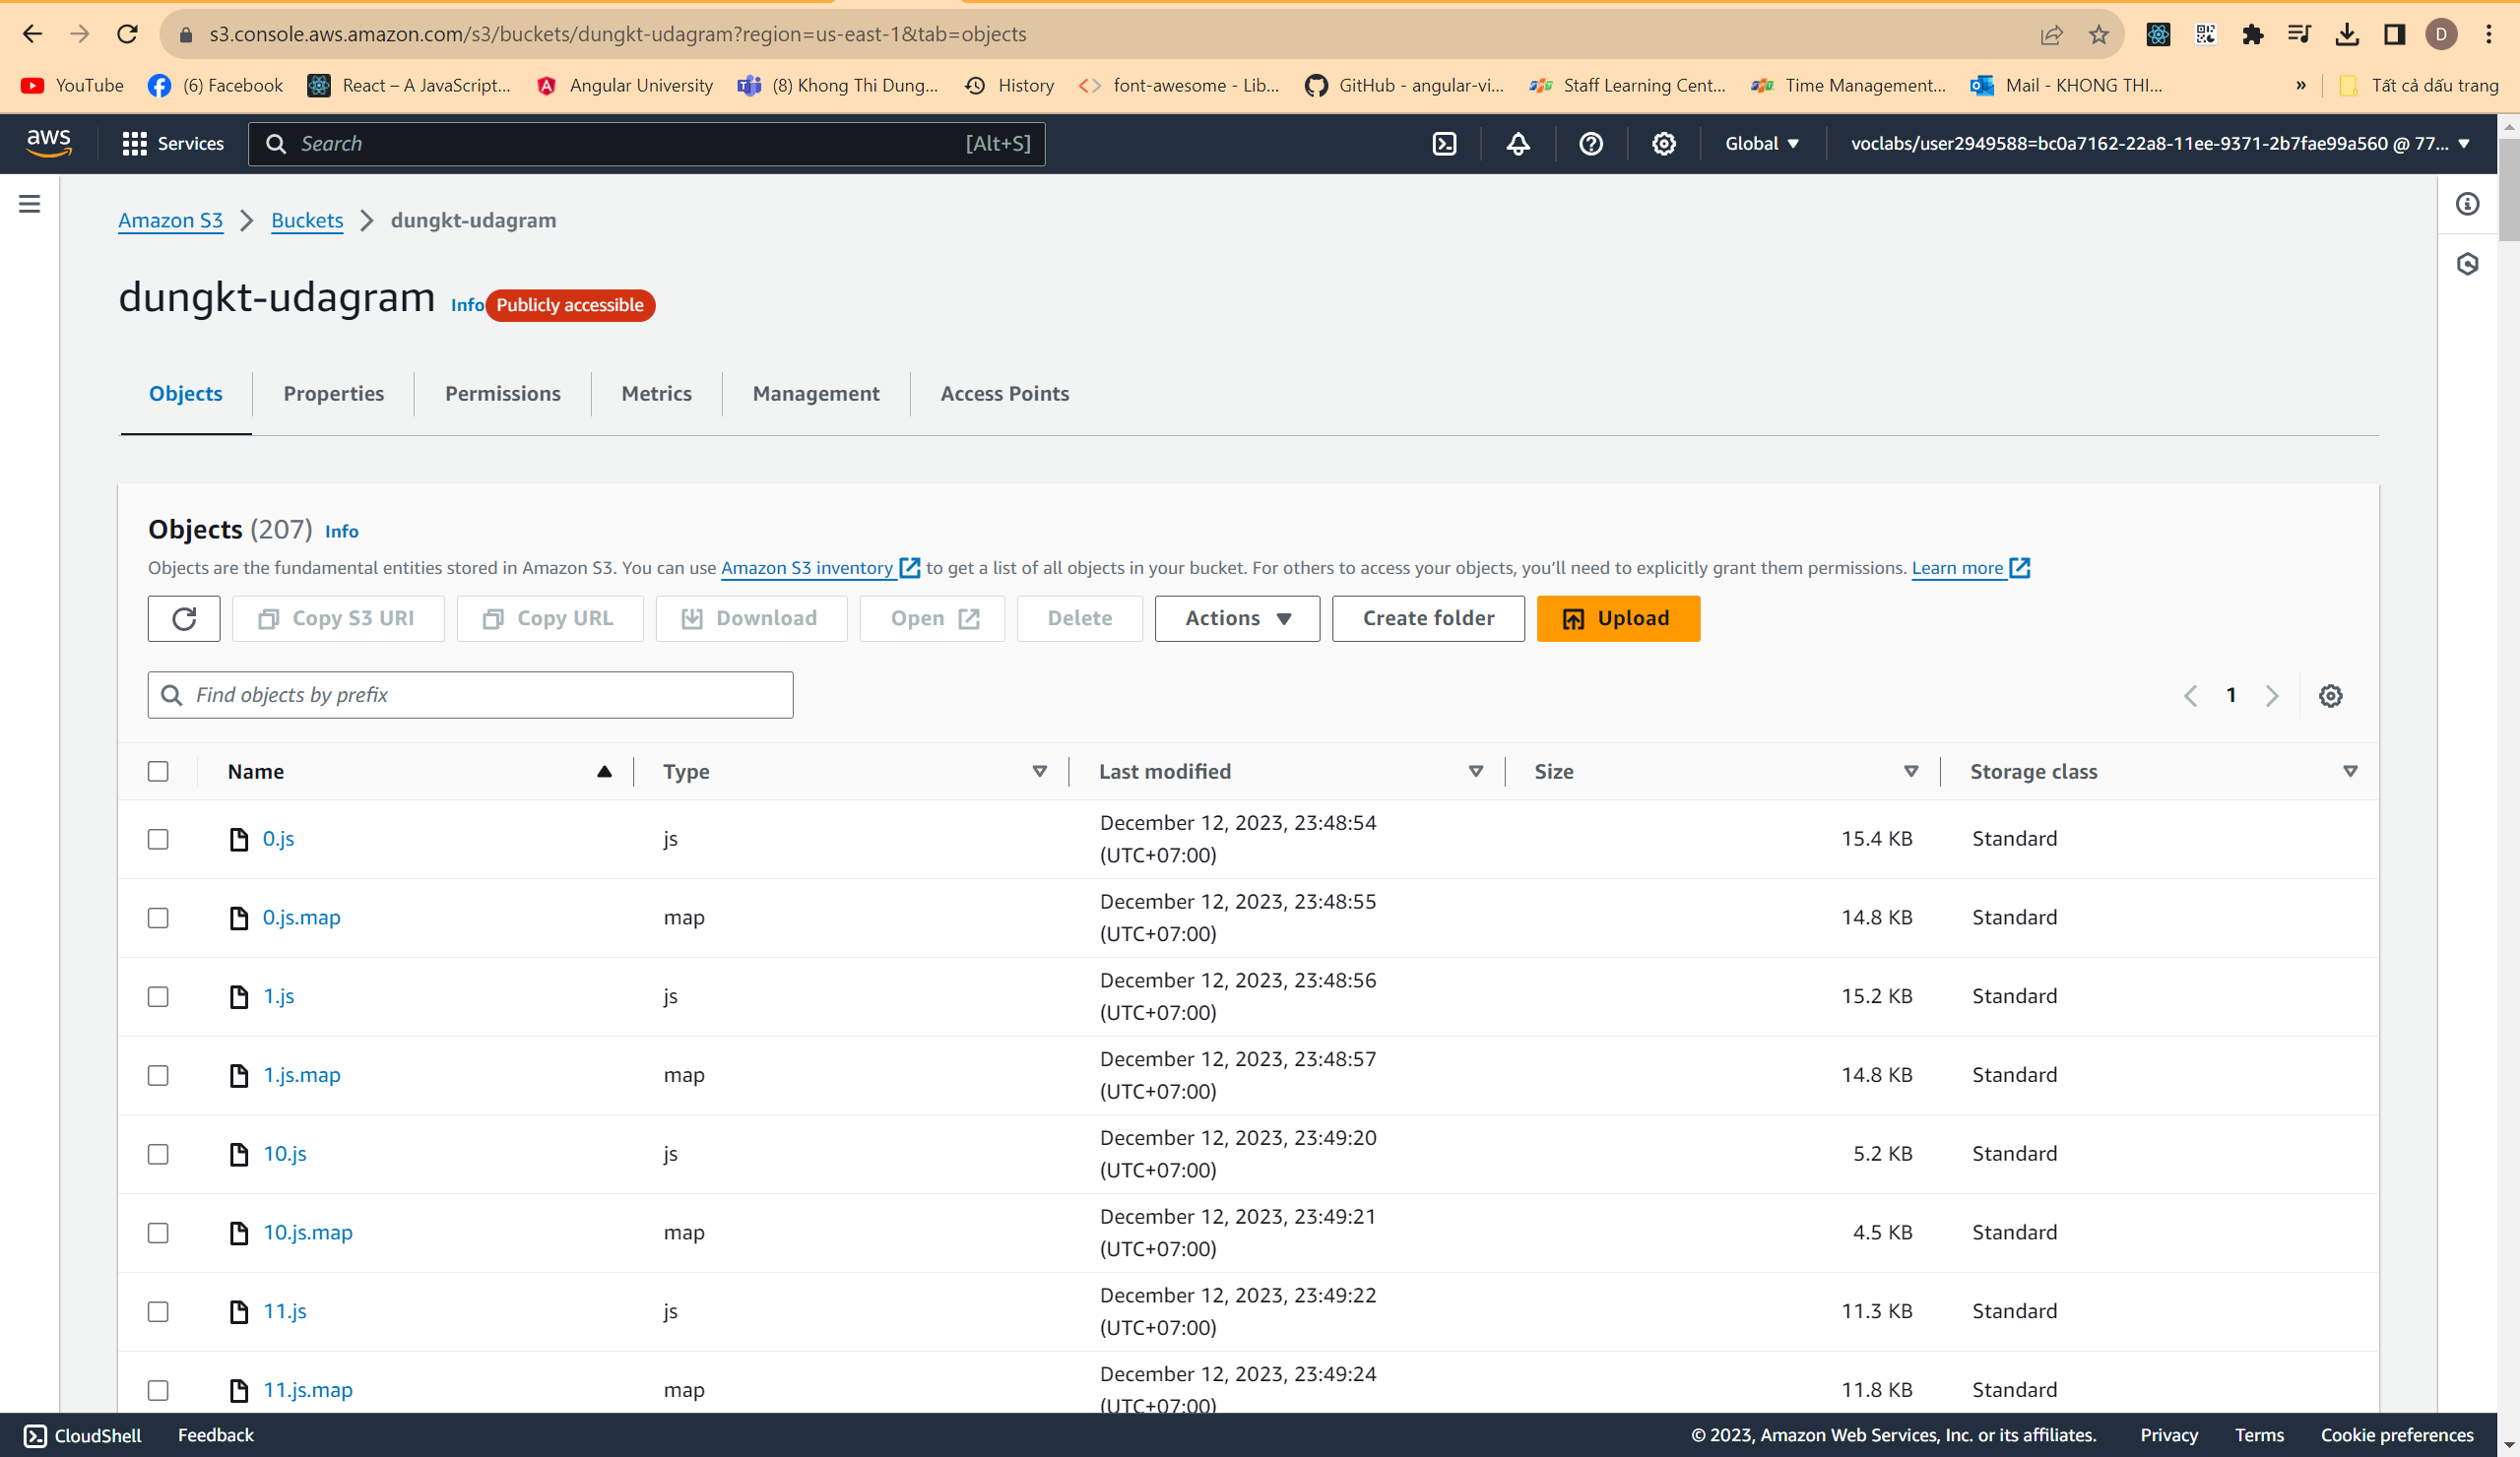 s3.console.aws.amazon.com/s3/buckets/dungkt-udagram?region=us-east-1&tab=objects
D
YouTube (6) Facebook React – A JavaScript... Angular University (8) Khong Thi Dung... History font-awesome - Lib... GitHub - angular-vi... Staff Learning Cent... Time Management... Mail - KHONG THI... » Tất cả dấu trang
aws Services Search [Alt+S] Global voclabs/user2949588=bc0a7162-22a8-11ee-9371-2b7fae99a560 @ 77...
Amazon S3 Buckets dungkt-udagram
dungkt-udagram Info Publicly accessible
Objects Properties Permissions Metrics Management Access Points
Objects (207) Info
Objects are the fundamental entities stored in Amazon S3. You can use Amazon S3 inventory to get a list of all objects in your bucket. For others to access your objects, you'll need to explicitly grant them permissions. Learn more
Copy S3 URI Copy URL Download Open Delete Actions Create folder Upload
Find objects by prefix 1
Name Type Last modified Size Storage class
0.js js December 12, 2023, 23:48:54 (UTC+07:00) 15.4 KB Standard
0.js.map map December 12, 2023, 23:48:55 (UTC+07:00) 14.8 KB Standard
1.js js December 12, 2023, 23:48:56 (UTC+07:00) 15.2 KB Standard
1.js.map map December 12, 2023, 23:48:57 (UTC+07:00) 14.8 KB Standard
10.js js December 12, 2023, 23:49:20 (UTC+07:00) 5.2 KB Standard
10.js.map map December 12, 2023, 23:49:21 (UTC+07:00) 4.5 KB Standard
11.js js December 12, 2023, 23:49:22 (UTC+07:00) 11.3 KB Standard
11.js.map map December 12, 2023, 23:49:24 (UTC+07:00) 11.8 KB Standard
CloudShell Feedback © 2023, Amazon Web Services, Inc. or its affiliates. Privacy Terms Cookie preferences